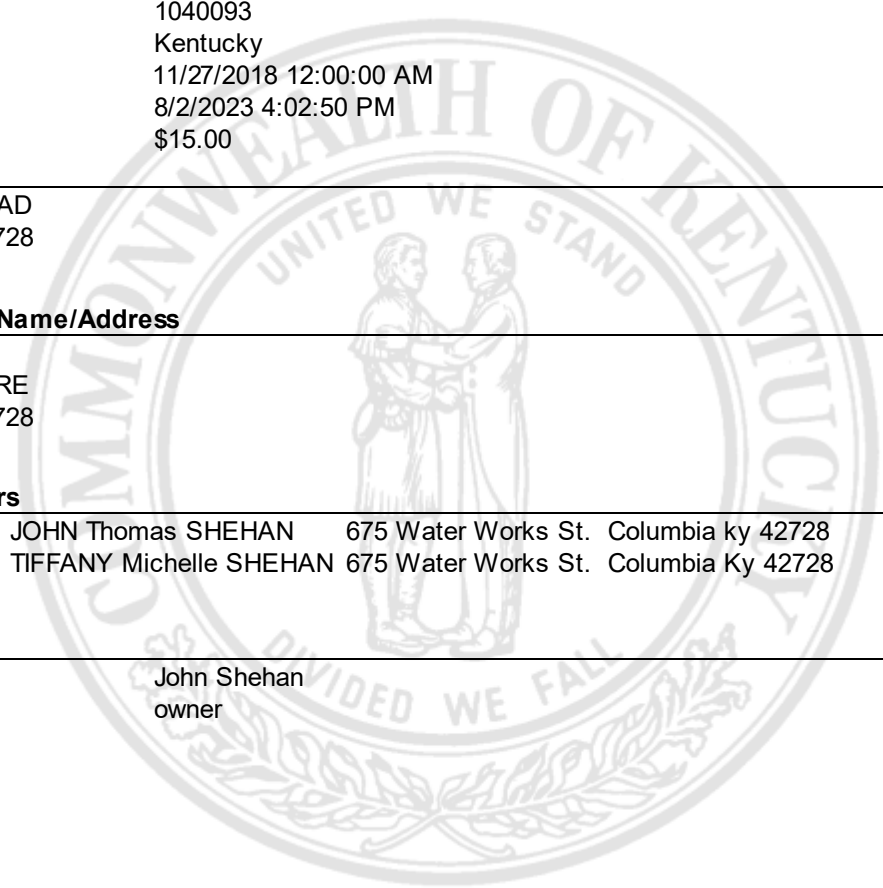 1040093
Kentucky
11/27/2018 12:00:00 AM
8/2/2023 4:02:50 PM
$15.00
AD
728
Name/Address
RE
728
rs
JOHN Thomas SHEHAN 675 Water Works St. Columbia ky 42728
TIFFANY Michelle SHEHAN 675 Water Works St. Columbia Ky 42728
John Shehan
owner
COMMONWEALTH OF KENTUCKY
UNITED WE STAND
DIVIDED WE FALL